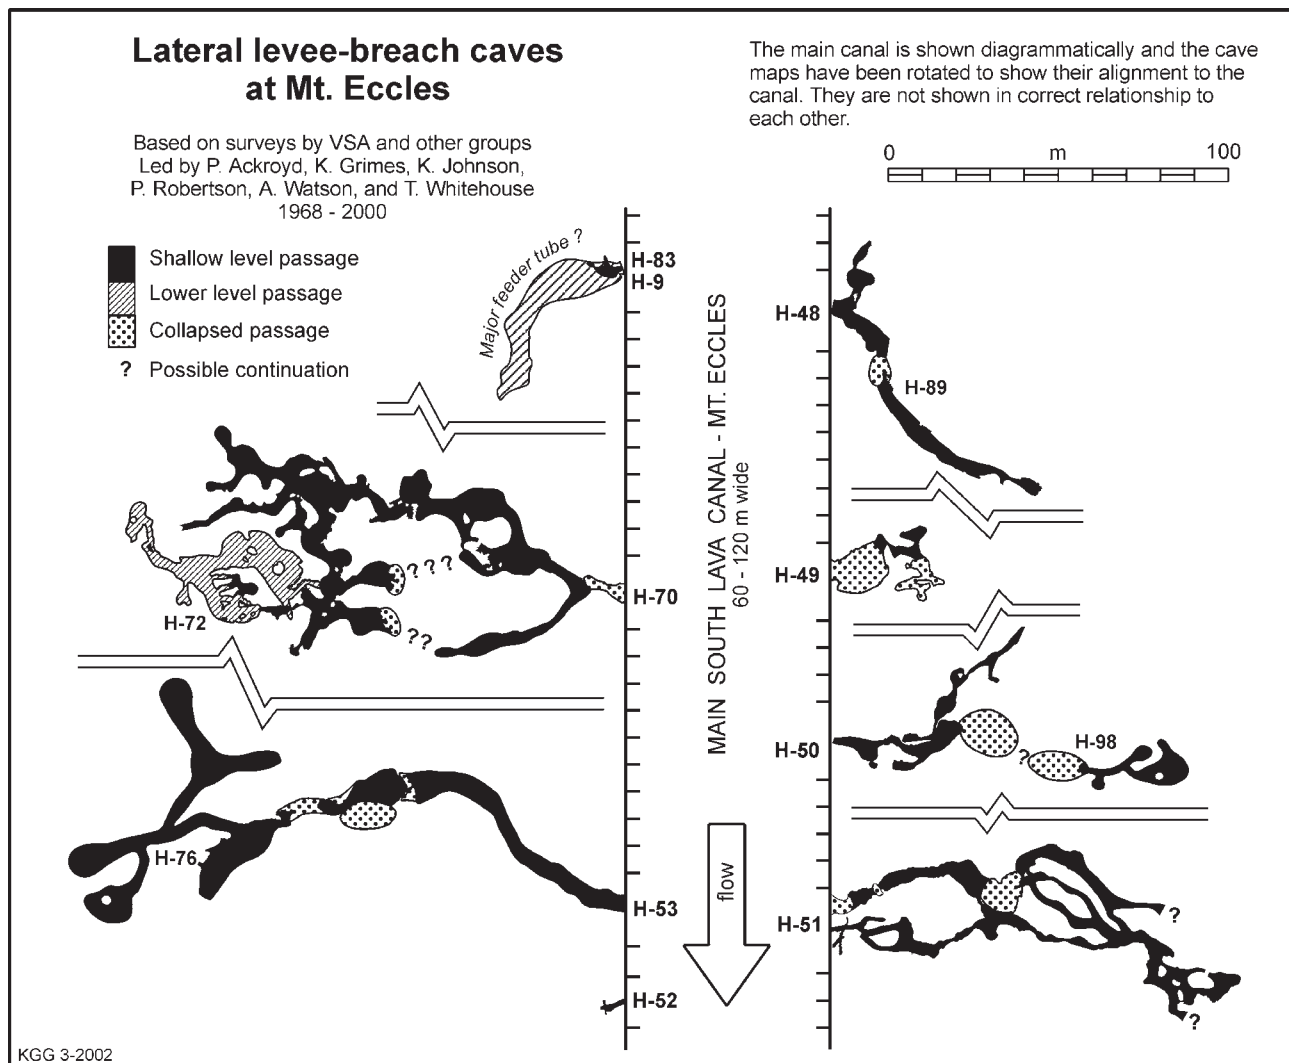 Lateral levee-breach caves
at Mt. Eccles
Based on surveys by VSA and other groups
Led by P. Ackroyd, K. Grimes, K. Johnson,
P. Robertson, A. Watson, and T. Whitehouse
1968 - 2000
The main canal is shown diagrammatically and the cave
maps have been rotated to show their alignment to the
canal. They are not shown in correct relationship to
each other.
0 m 100
Shallow level passage
Lower level passage
Collapsed passage
? Possible continuation
Major feeder tube ?
H-83
H-9
H-72
? ? ?
??
H-70
H-76
H-53
H-52
MAIN SOUTH LAVA CANAL - MT. ECCLES
60 - 120 m wide
flow
H-48
H-89
H-49
H-50
?
H-98
H-51
?
?
KGG 3-2002